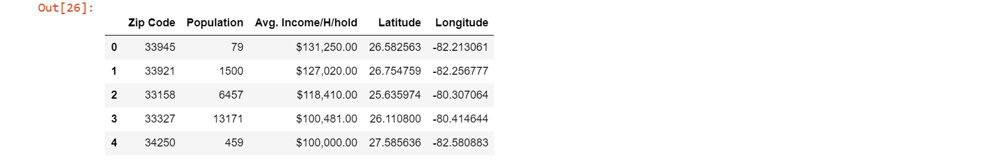 Out[26]:
Zip Code Population Avg. Income/H/hold Latitude Longitude
0 33945 79 $131,250.00 26.582563 -82.213061
1 33921 1500 $127,020.00 26.754759 -82.256777
2 33158 6457 $118,410.00 25.635974 -80.307064
3 33327 13171 $100,481.00 26.110800 -80.414644
4 34250 459 $100,000.00 27.585636 -82.580883